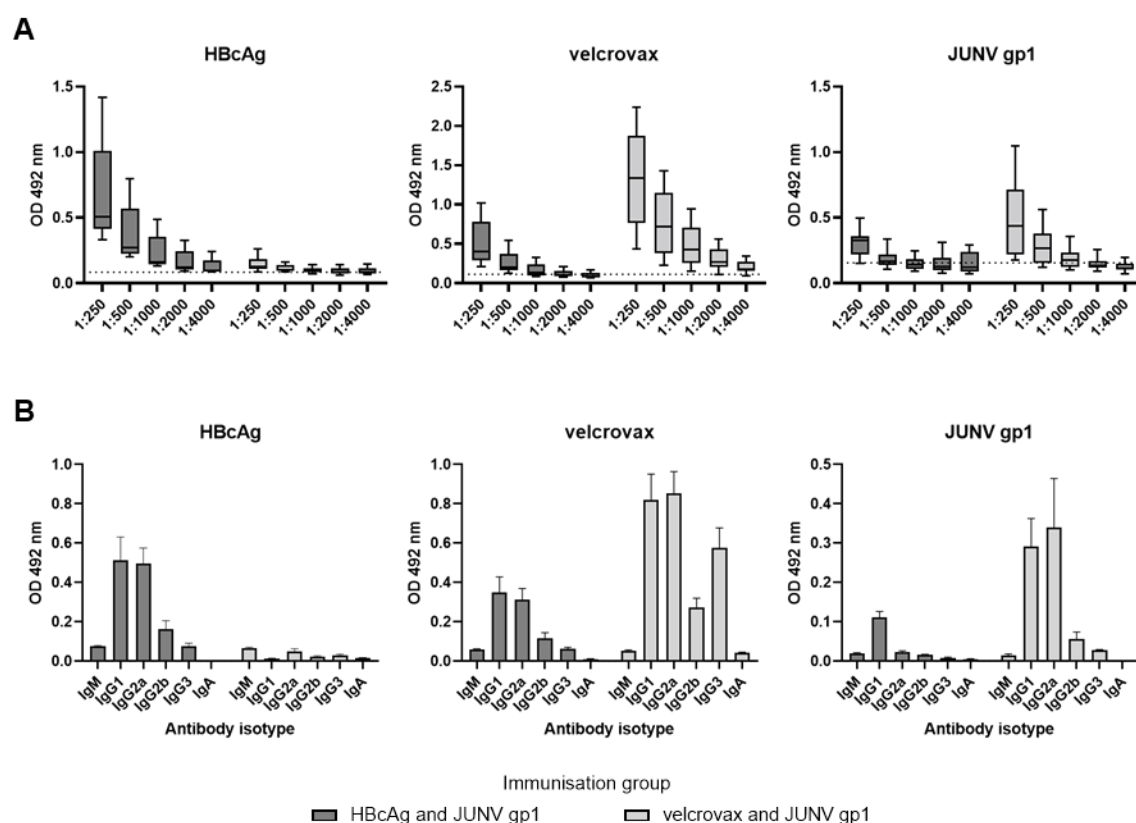 A
HBcAg
velcrovax
JUNV gp1
OD 492 nm
1.5
1.0
0.5
0.0
1:250
1:500
1:1000
1:2000
1:4000
1:250
1:500
1:1000
1:2000
1:4000
OD 492 nm
2.5
2.0
1.5
1.0
0.5
0.0
1:250
1:500
1:1000
1:2000
1:4000
1:250
1:500
1:1000
1:2000
1:4000
OD 492 nm
1.5
1.0
0.5
0.0
1:250
1:500
1:1000
1:2000
1:4000
1:250
1:500
1:1000
1:2000
1:4000
B
HBcAg
velcrovax
JUNV gp1
OD 492 nm
1.0
0.8
0.6
0.4
0.2
0.0
IgM
IgG1
IgG2a
IgG2b
IgG3
IgA
IgM
IgG1
IgG2a
IgG2b
IgG3
IgA
Antibody isotype
OD 492 nm
1.0
0.8
0.6
0.4
0.2
0.0
IgM
IgG1
IgG2a
IgG2b
IgG3
IgA
IgM
IgG1
IgG2a
IgG2b
IgG3
IgA
Antibody isotype
OD 492 nm
0.5
0.4
0.3
0.2
0.1
0.0
IgM
IgG1
IgG2a
IgG2b
IgG3
IgA
IgM
IgG1
IgG2a
IgG2b
IgG3
IgA
Antibody isotype
Immunisation group
HBcAg and JUNV gp1
velcrovax and JUNV gp1